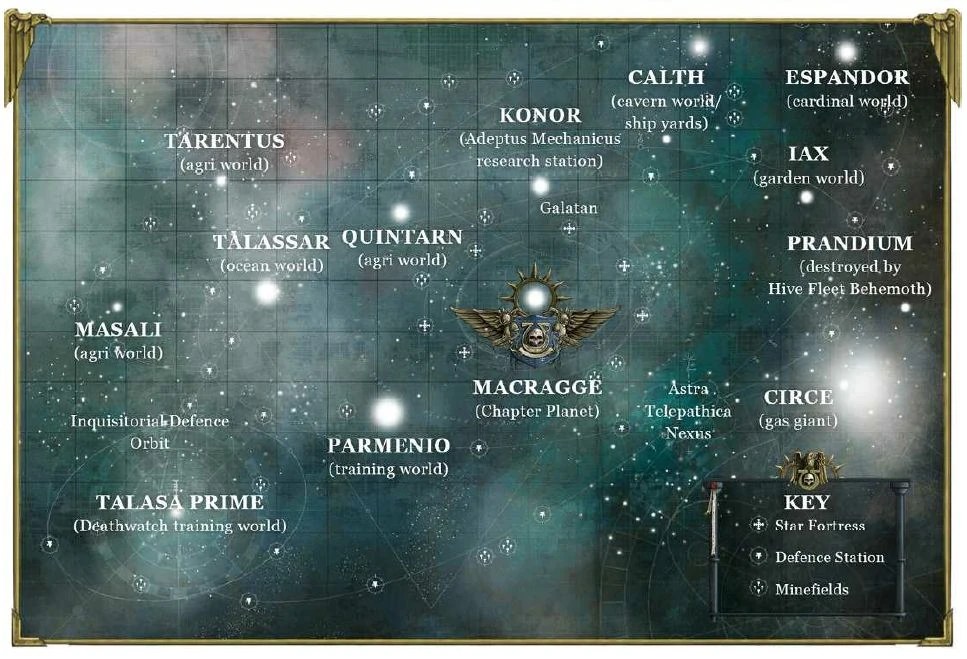 CALTH
(cavern world/
ship yards)
ESPANDOR
(cardinal world)
KONOR
(Adeptus Mechanicus
research station)
TARENTUS
(agri world)
IAX
(garden world)
Galatan
TALASSAR
(ocean world)
QUINTARN
(agri world)
PRANDIUM
(destroyed by
Hive Fleet Behemoth)
MASALI
(agri world)
MACRAGGE
(Chapter Planet)
Astra
Telepathica
Nexus
CIRCE
(gas giant)
Inquisitorial Defence
Orbit
PARMENIO
(training world)
TALASA PRIME
(Deathwatch training world)
KEY
Star Fortress
Defence Station
Minefields